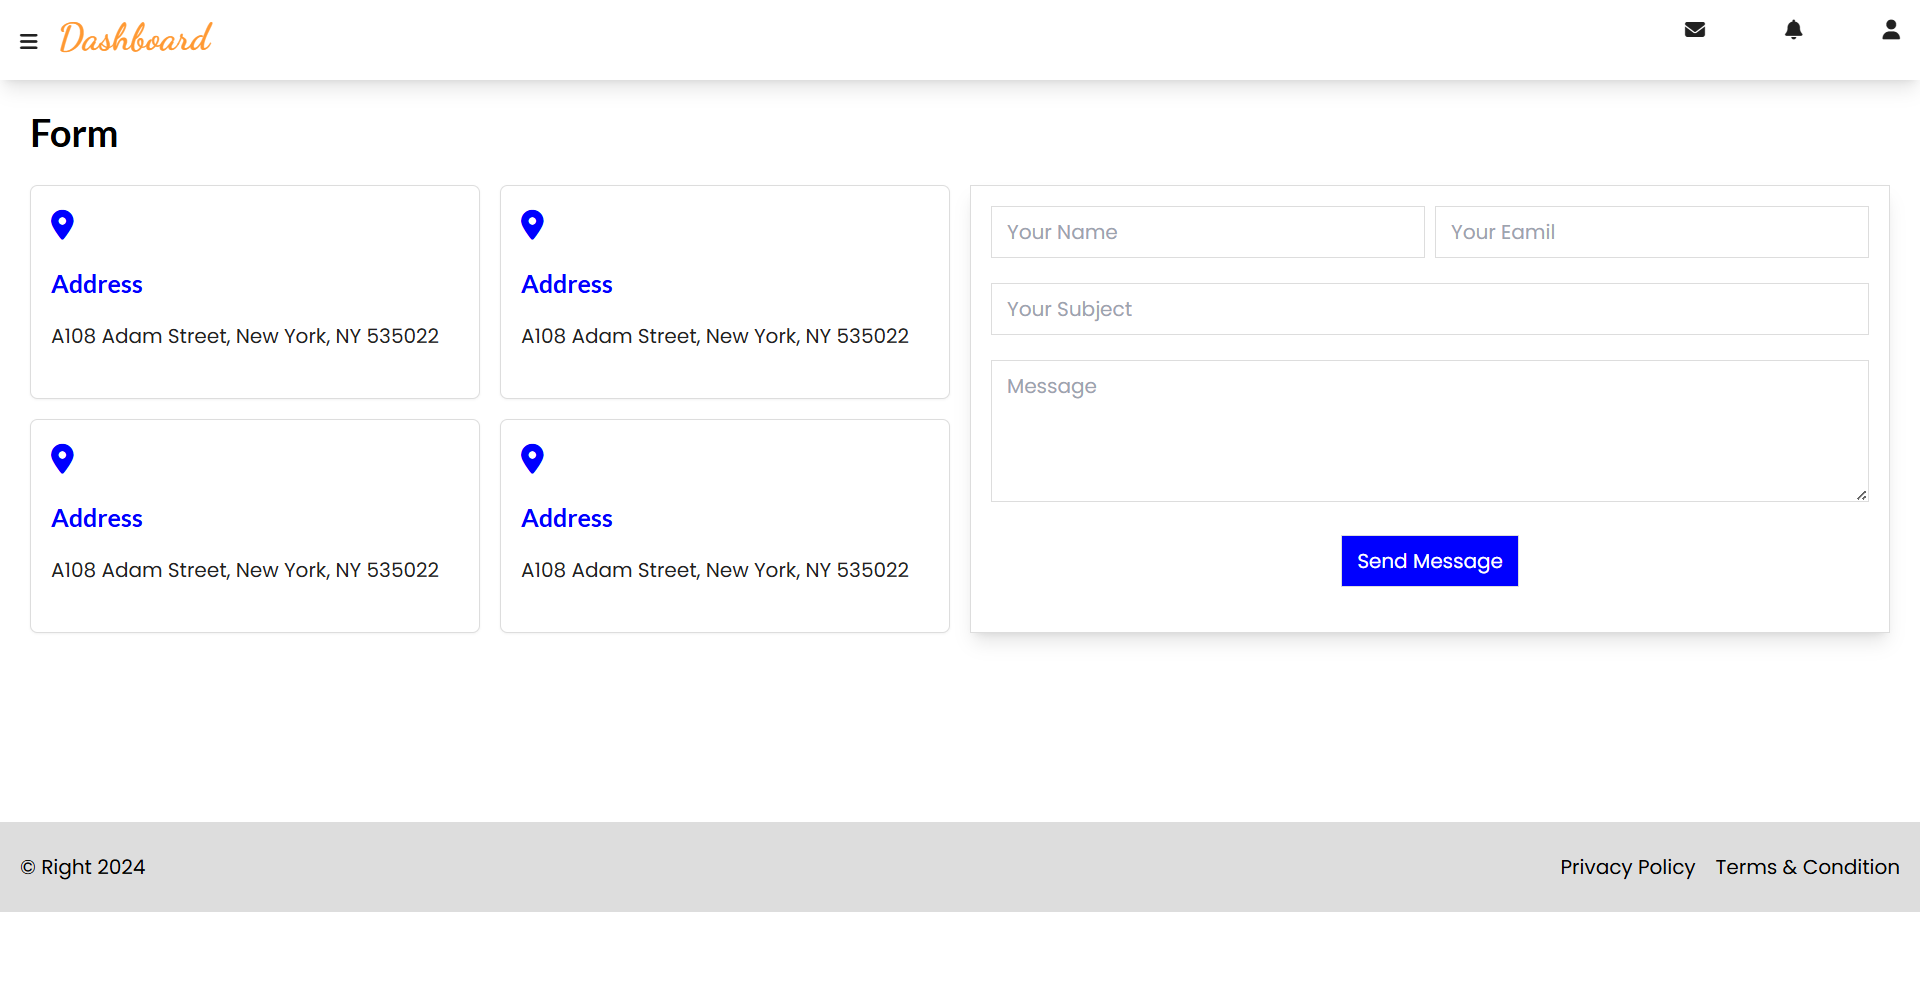 Dashboard
Form
Address
A108 Adam Street, New York, NY 535022
Address
A108 Adam Street, New York, NY 535022
Address
A108 Adam Street, New York, NY 535022
Address
A108 Adam Street, New York, NY 535022
Your Name
Your Eamil
Your Subject
Message
Send Message
© Right 2024
Privacy Policy
Terms & Condition